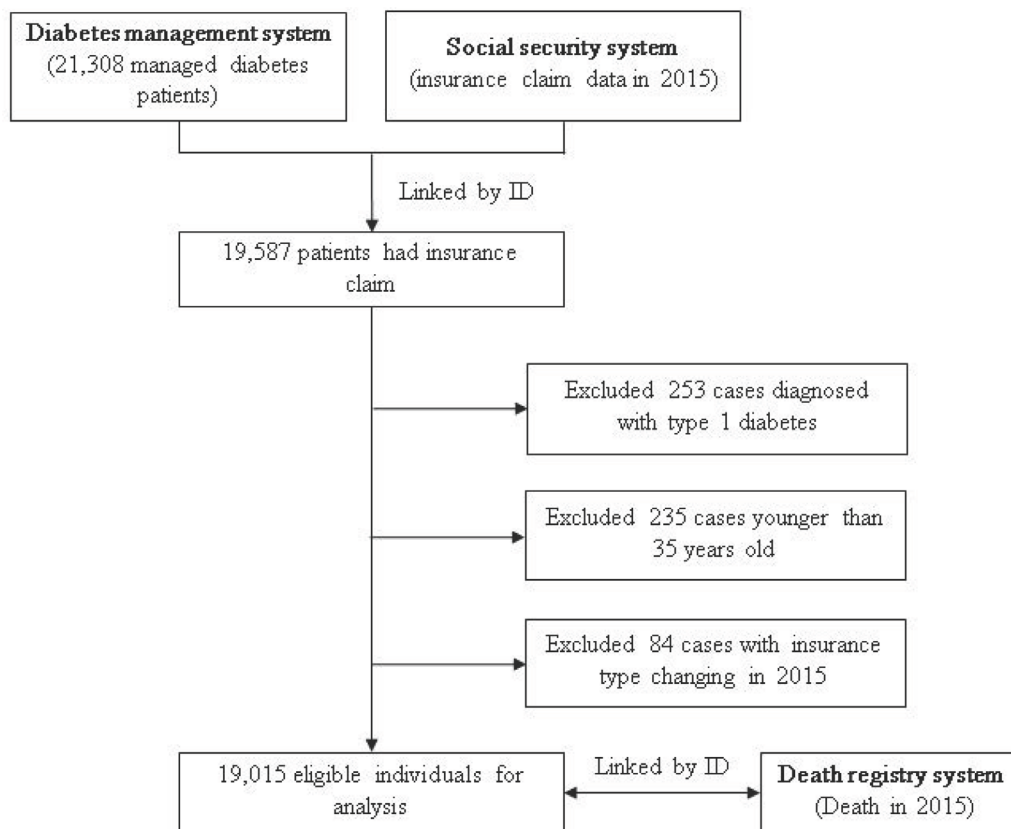 Diabetes management system
(21,308 managed diabetes
patients)
Social security system
(insurance claim data in 2015)
Linked by ID
19,587 patients had insurance
claim
Excluded 253 cases diagnosed
with type 1 diabetes
Excluded 235 cases younger than
35 years old
Excluded 84 cases with insurance
type changing in 2015
19,015 eligible individuals for
analysis
Linked by ID
Death registry system
(Death in 2015)